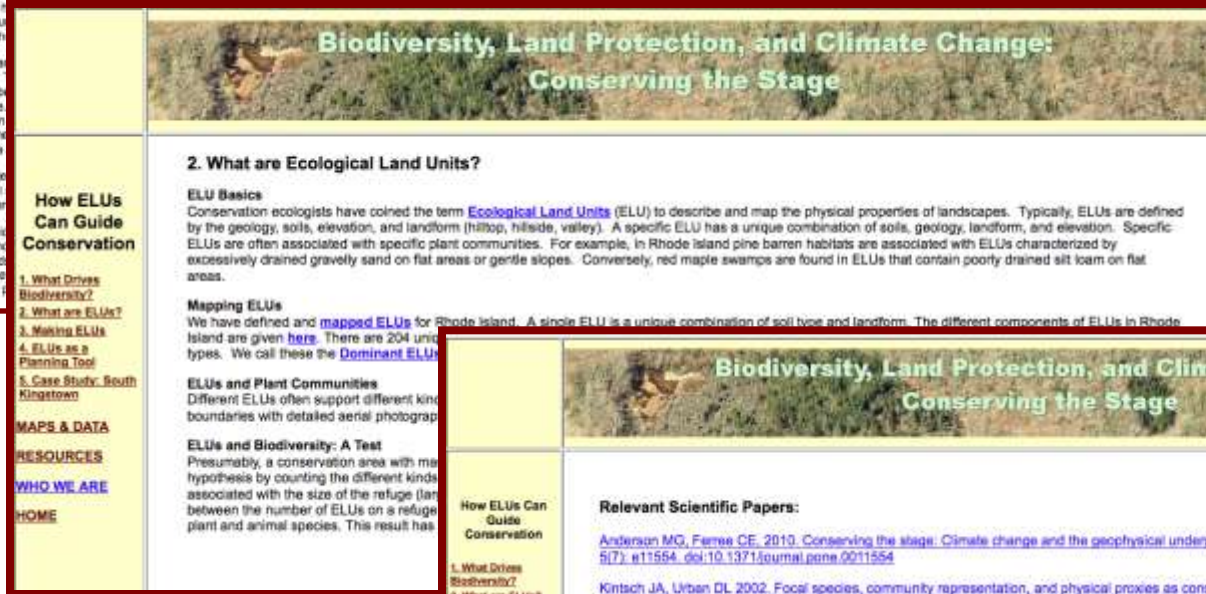 Biodiversity, Land Protection, and Climate Change:
Conserving the Stage
How ELUs
Can Guide
Conservation
1. What Drives
Biodiversity?
2. What are ELUs?
3. Making ELUs
4. ELUs as a
Planning Tool
5. Case Study: South
Kingstown
MAPS & DATA
RESOURCES
WHO WE ARE
HOME
2. What are Ecological Land Units?
ELU Basics
Conservation ecologists have coined the term Ecological Land Units (ELU) to describe and map the physical properties of landscapes. Typically, ELUs are defined
by the geology, soils, elevation, and landform (hilltop, hillside, valley). A specific ELU has a unique combination of soils, geology, landform, and elevation. Specific
ELUs are often associated with specific plant communities. For example, in Rhode Island pine barren habitats are associated with ELUs characterized by
excessively drained gravelly sand on flat areas or gentle slopes. Conversely, red maple swamps are found in ELUs that contain poorly drained silt loam on flat
areas.
Mapping ELUs
We have defined and mapped ELUs for Rhode Island. A single ELU is a unique combination of soil type and landform. The different components of ELUs in Rhode
Island are given here. There are 204 uniq
types. We call these the Dominant ELUs
ELUs and Plant Communities
Different ELUs often support different kind
boundaries with detailed aerial photograp
ELUs and Biodiversity: A Test
Presumably, a conservation area with ma
hypothesis by counting the different kinds
associated with the size of the refuge (lar
between the number of ELUs on a refuge
plant and animal species. This result has
Biodiversity, Land Protection, and Clim
Conserving the Stage
How ELUs Can
Guide
Conservation
1. What Drives
Biodiversity?
Relevant Scientific Papers:
Anderson MG, Ferree CE. 2010. Conserving the stage: Climate change and the geophysical under
5(7): e11554. doi:10.1371/journal.pone.0011554
Kintsch JA, Urban DL 2002. Focal species, community representation, and physical proxies as cons